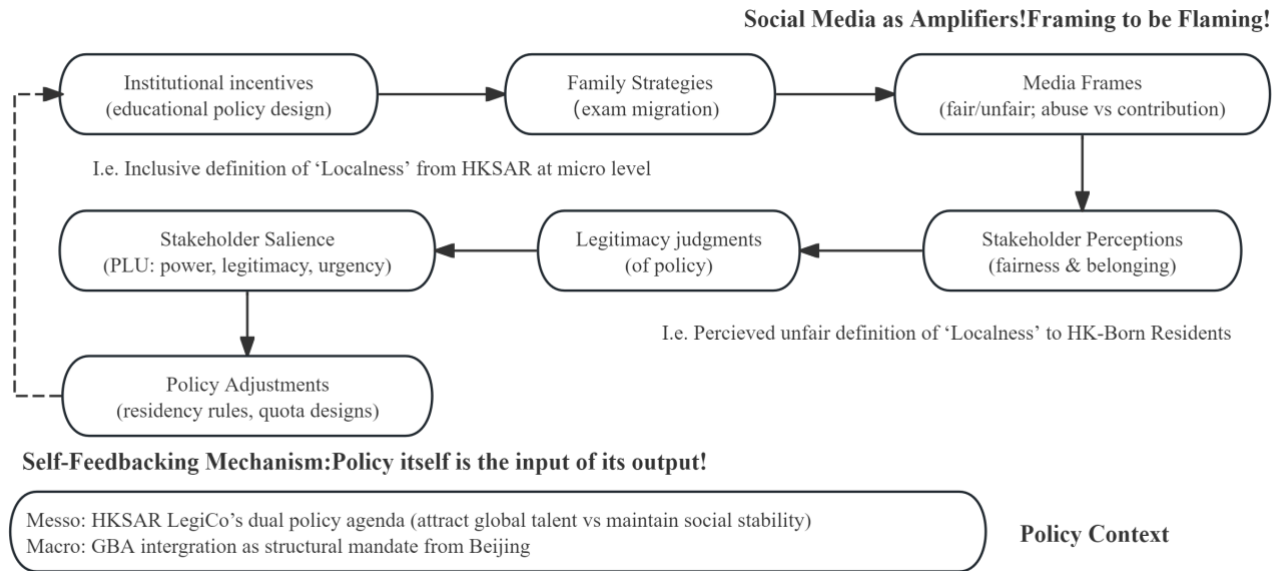 Social Media as Amplifiers!Framing to be Flaming!
Institutional incentives
(educational policy design)
Family Strategies
(exam migration)
Media Frames
(fair/unfair; abuse vs contribution)
I.e. Inclusive definition of ‘Localness’ from HKSAR at micro level
Stakeholder Salience
(PLU: power, legitimacy, urgency)
Legitimacy judgments
(of policy)
Stakeholder Perceptions
(fairness & belonging)
I.e. Percieved unfair definition of ‘Localness’ to HK-Born Residents
Policy Adjustments
(residency rules, quota designs)
Self-Feedbacking Mechanism:Policy itself is the input of its output!
Messo: HKSAR LegiCo’s dual policy agenda (attract global talent vs maintain social stability)
Macro: GBA intergration as structural mandate from Beijing
Policy Context